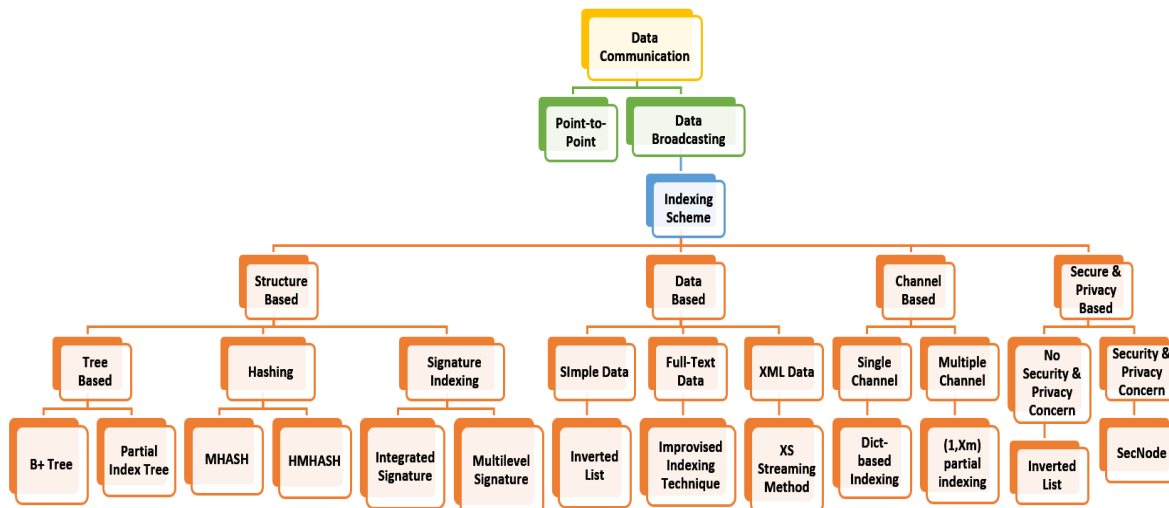 Data
Communication
Point-to-
Point
Data
Broadcasting
Indexing
Scheme
Structure
Based
Data
Based
Channel
Based
Secure &
Privacy
Based
Tree
Based
Hashing
Signature
Indexing
SImple Data
Full-Text
Data
XML Data
Single
Channel
Multiple
Channel
No
Security &
Privacy
Concern
Security &
Privacy
Concern
B+ Tree
Partial
Index Tree
MHASH
HMHASH
Integrated
Signature
Multilevel
Signature
Inverted
List
Improvised
Indexing
Technique
XS
Streaming
Method
Dict-
based
Indexing
(1,Xm)
partial
indexing
Inverted
List
SecNode